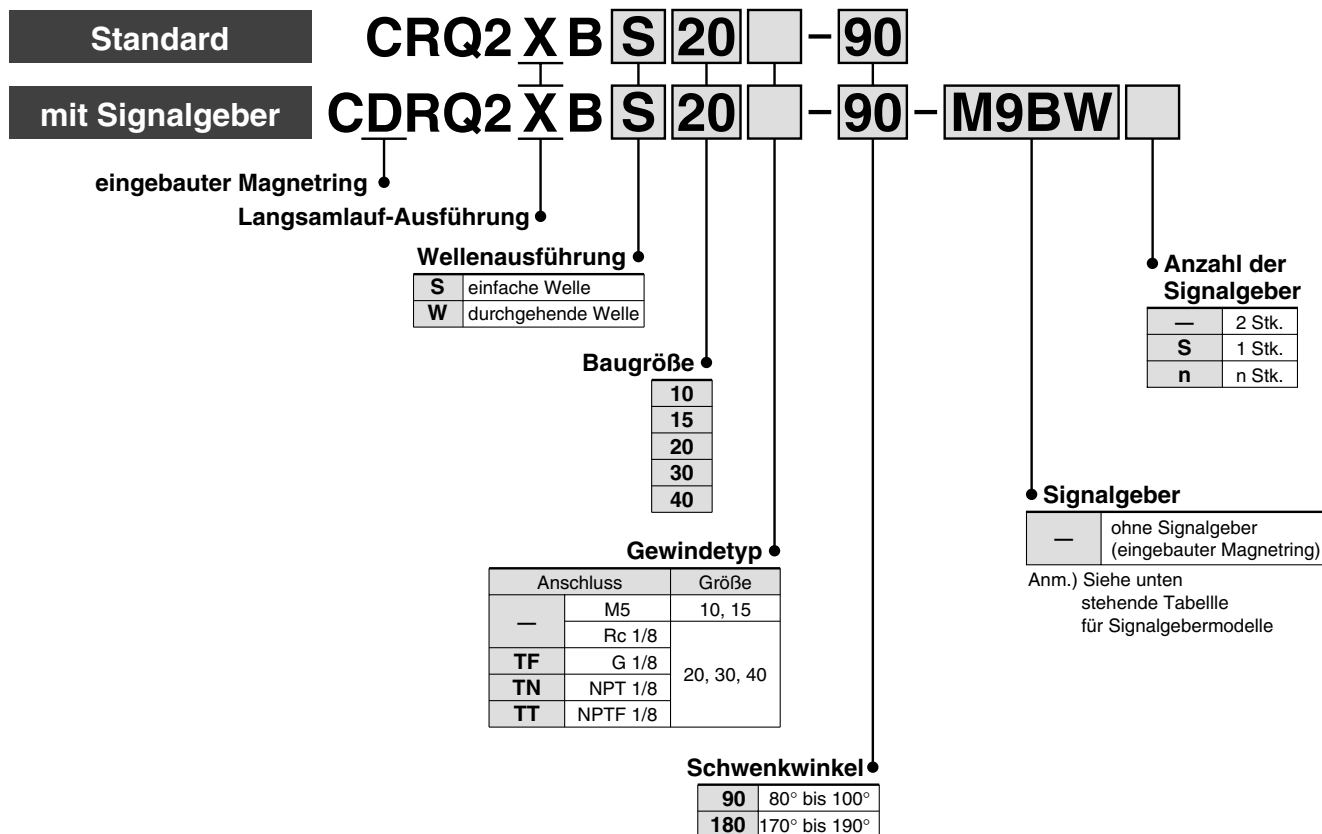 Standard
CRQ2 X B S 20 – 90
mit Signalgeber
CDRQ2 X B S 20 – 90 – M9BW
eingebauter Magnetring
Langsamlauf-Ausführung
Wellenausführung
S einfache Welle
W durchgehende Welle
Anzahl der
Signalgeber
— 2 Stk.
S 1 Stk.
n n Stk.
Baugröße
10
15
20
30
40
Signalgeber
— ohne Signalgeber
(eingebauter Magnetring)
Anm.) Siehe unten
stehende Tabellle
für Signalgebermodelle
Gewindetyp
Anschluss Größe
— M5 10, 15
Rc 1/8
TF G 1/8
20, 30, 40
TN NPT 1/8
TT NPTF 1/8
Schwenkwinkel
90 80° bis 100°
180 170° bis 190°